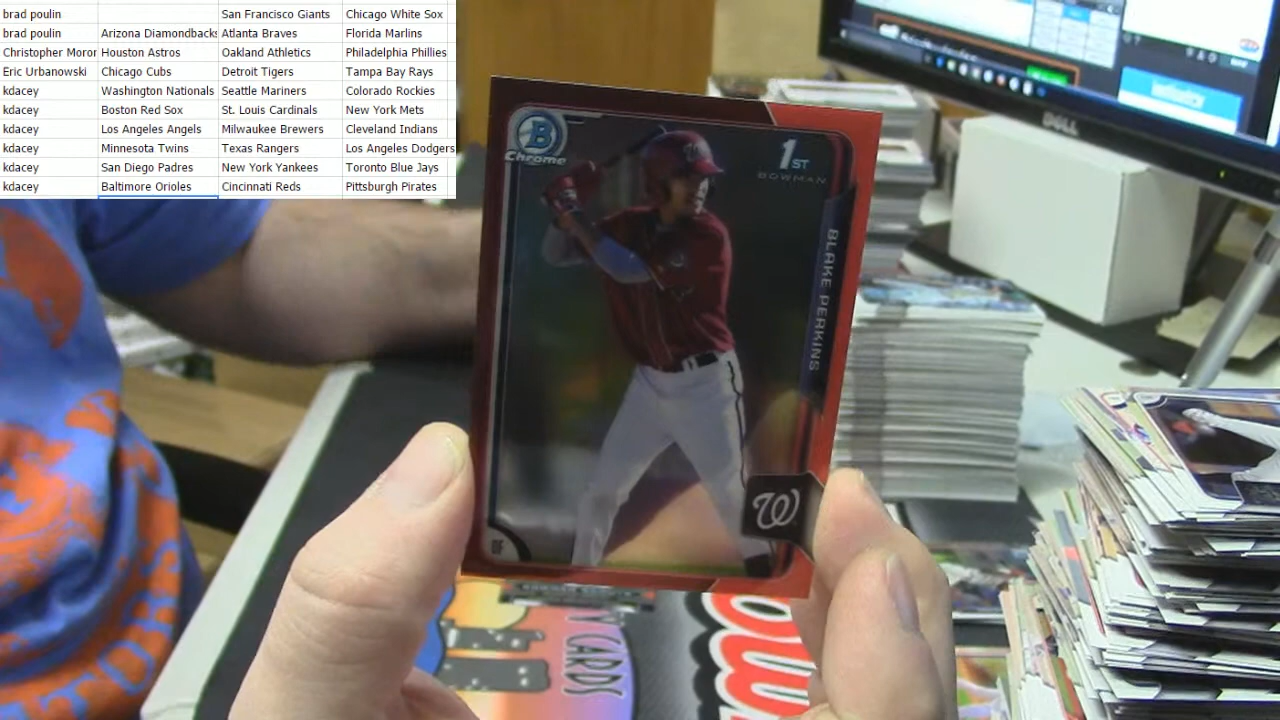 brad poulin San Francisco Giants Chicago White Sox
brad poulin Arizona Diamondbacks Atlanta Braves Florida Marlins
Christopher Moror Houston Astros Oakland Athletics Philadelphia Phillies
Eric Urbanowski Chicago Cubs Detroit Tigers Tampa Bay Rays
kdacey Washington Nationals Seattle Mariners Colorado Rockies
kdacey Boston Red Sox St. Louis Cardinals New York Mets
kdacey Los Angeles Angels Milwaukee Brewers Cleveland Indians
kdacey Minnesota Twins Texas Rangers Los Angeles Dodgers
kdacey San Diego Padres New York Yankees Toronto Blue Jays
kdacey Baltimore Orioles Cincinnati Reds Pittsburgh Pirates
B
Chrome
1ST
BOWMAN
BLAKE PERKINS
W
OF
DELL
CARDS